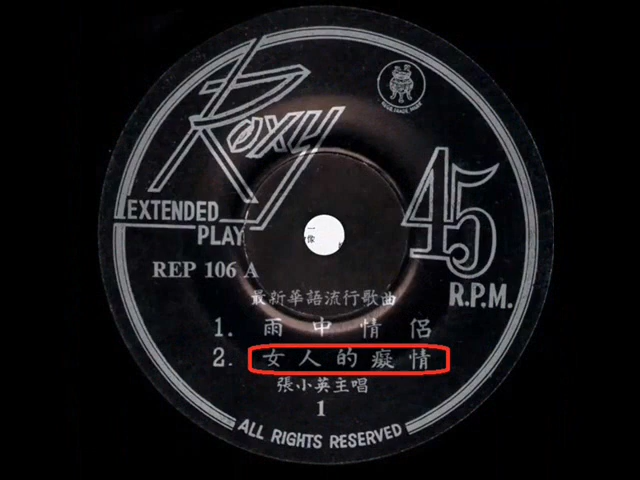 Roxy
EXTENDED
PLAY
45
R.P.M.
REP 106 A
最新華語流行歌曲
1. 雨中情侶
2. 女人的癡情
張小英主唱
1
ALL RIGHTS RESERVED